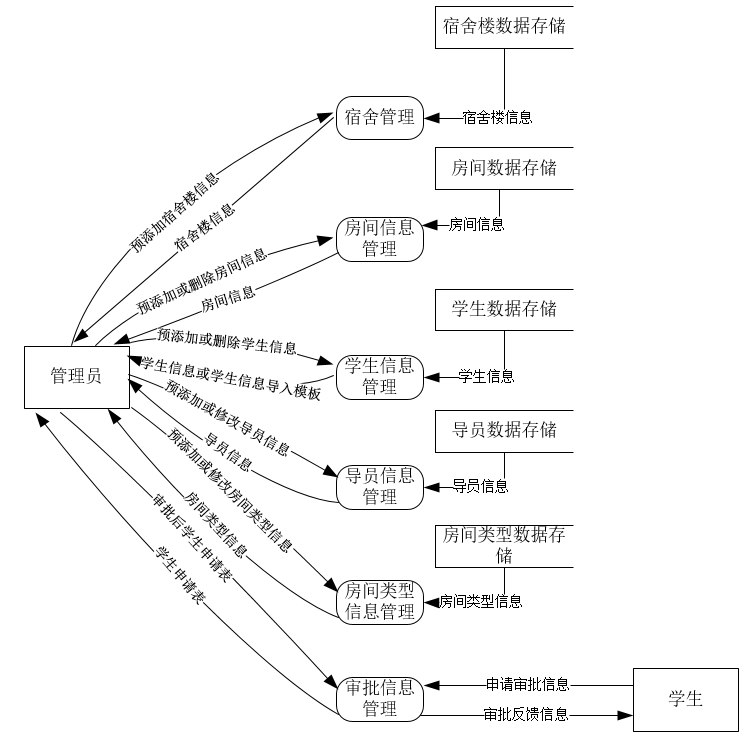 宿舍楼数据存储
宿舍管理
宿舍楼信息
预添加宿舍楼信息
宿舍楼信息
房间数据存储
房间信息
管理
房间信息
预添加或删除房间信息
房间信息
学生数据存储
预添加或删除学生信息
学生信息
管理
学生信息
学生信息或学生信息导入模板
管理员
预添加或修改导员信息
导员信息
导员数据存储
导员信息
管理
导员信息
预添加或修改房间类型信息
房间类型信息
房间类型数据存
储
房间类型
信息管理
房间类型信息
审批后学生申请表
学生申请表
审批信息
管理
申请审批信息
审批反馈信息
学生